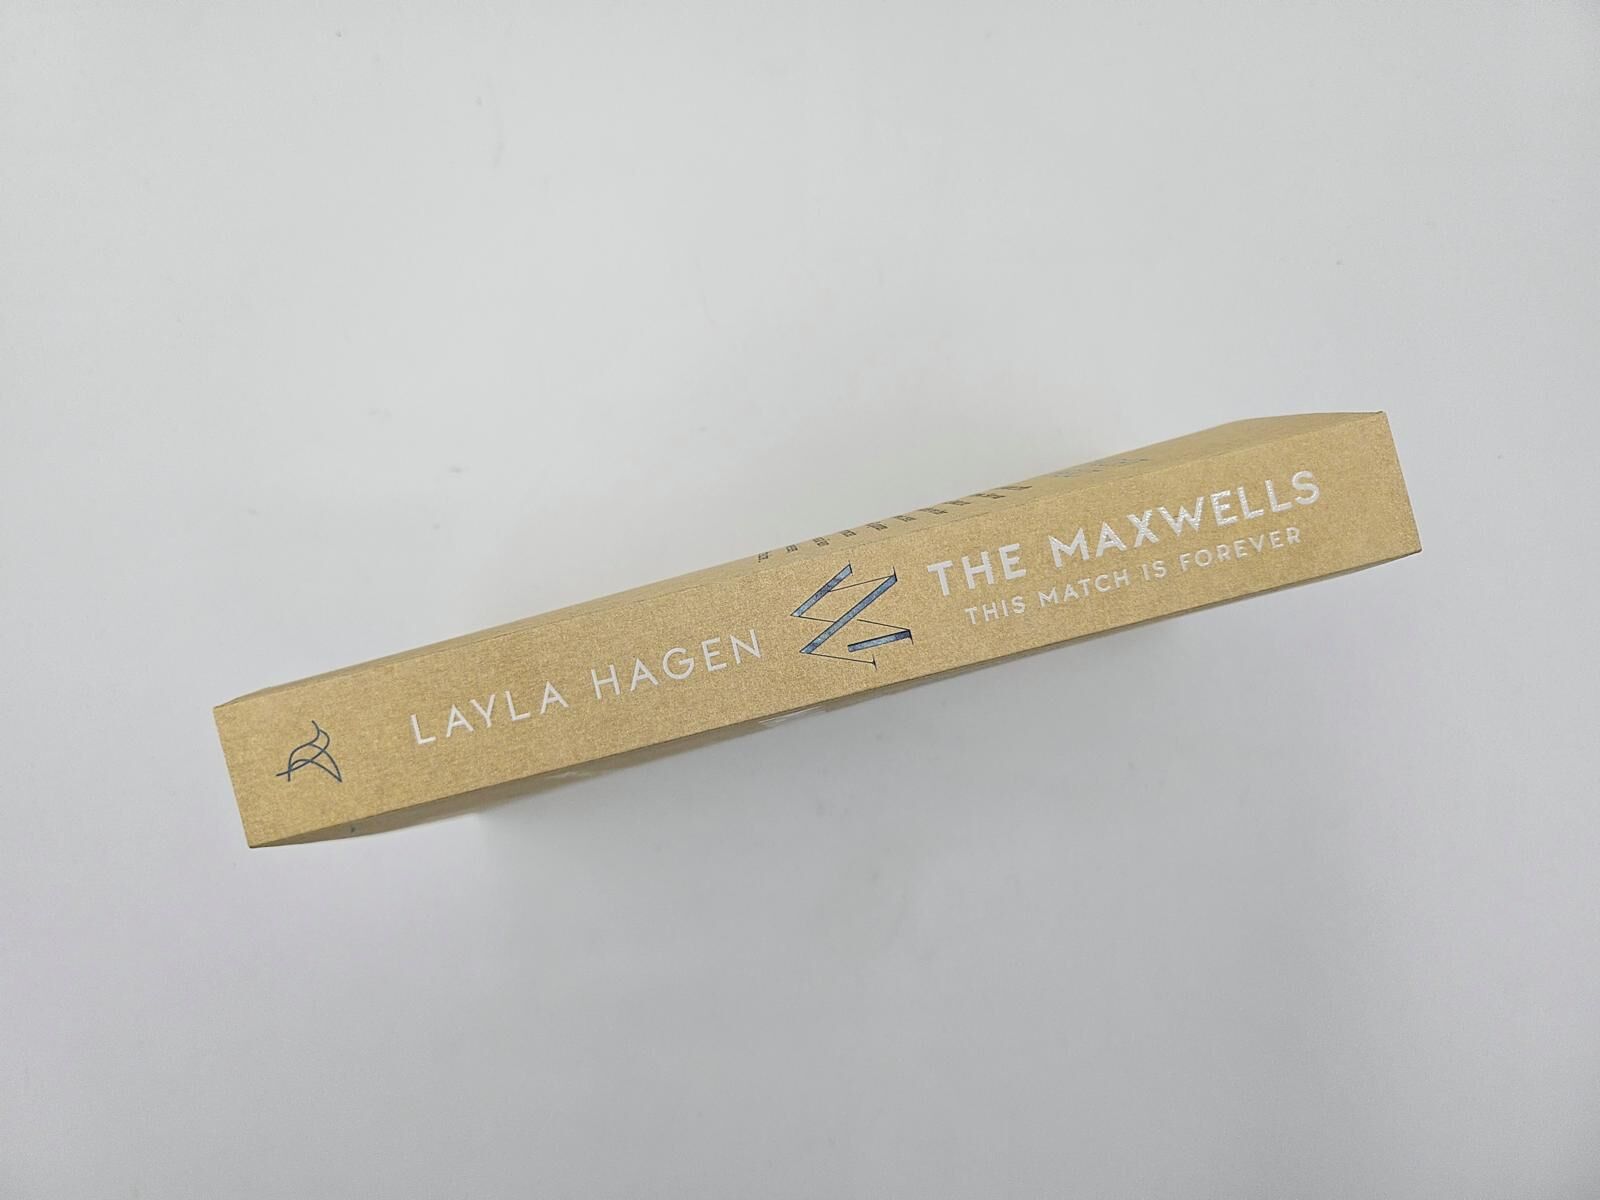 LAYLA HAGEN
THE MAXWELLS
THIS MATCH IS FOREVER